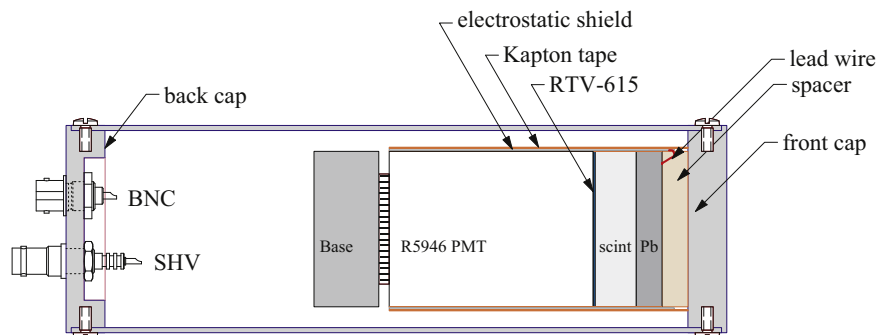 electrostatic shield
Kapton tape
RTV-615
lead wire
spacer
back cap
front cap
BNC
SHV
Base
R5946 PMT
scint
Pb